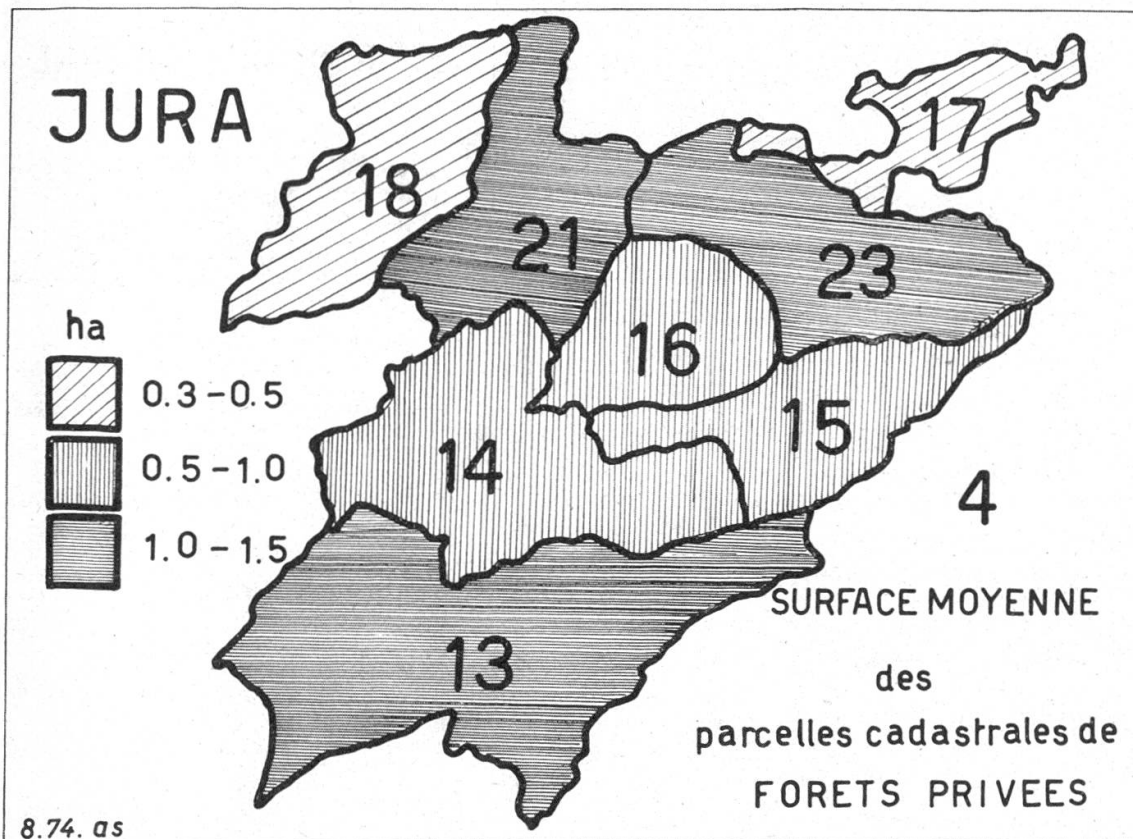 JURA
17
18
21
23
ha
16
0.3-0.5
15
14
0.5-1.0
4
1.0-1.5
SURFACE MOYENNE
13
des
parcelles cadastrales de
FORETS PRIVEES
8.74. as